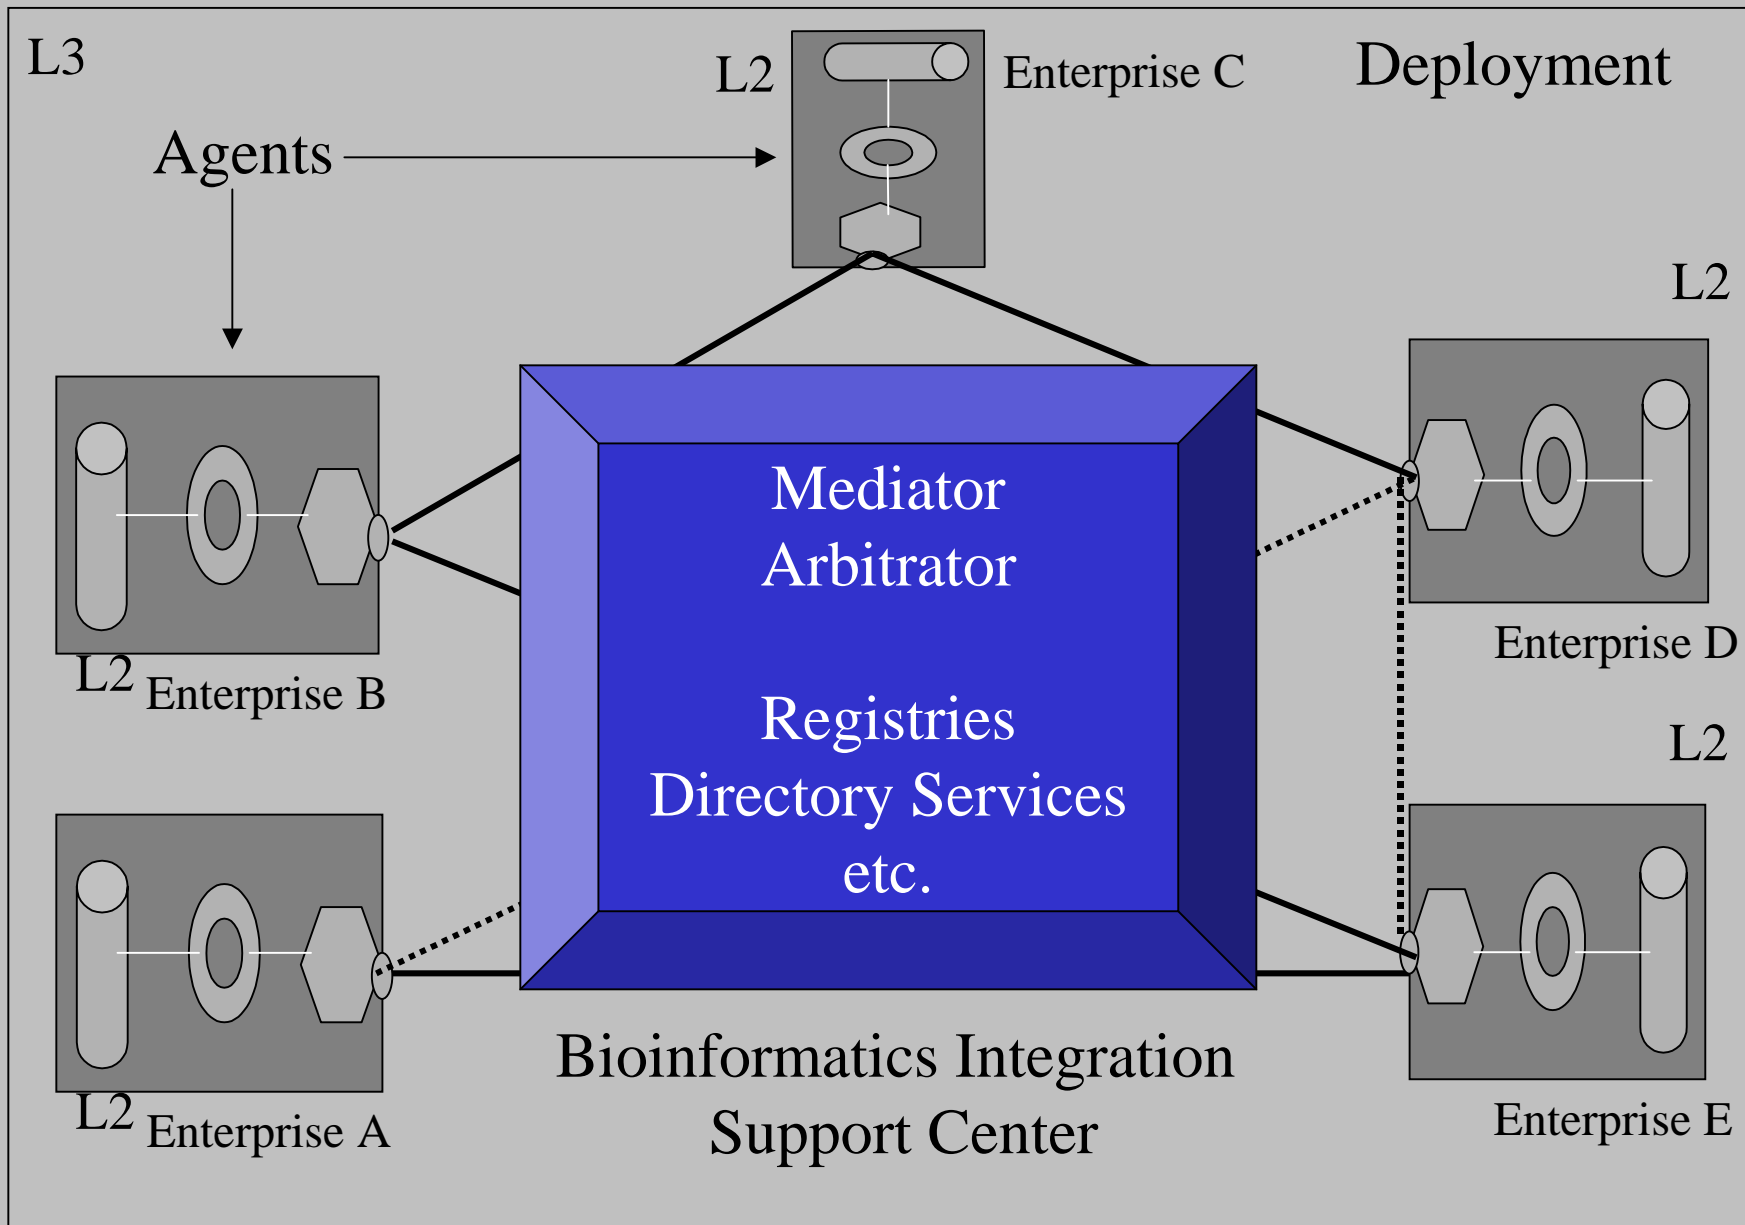 L3
L2
Enterprise C
Deployment
Agents
L2
Mediator
Arbitrator
Registries
Directory Services
etc.
Enterprise D
L2
Enterprise B
L2
L2
Enterprise A
Enterprise E
Bioinformatics Integration
Support Center